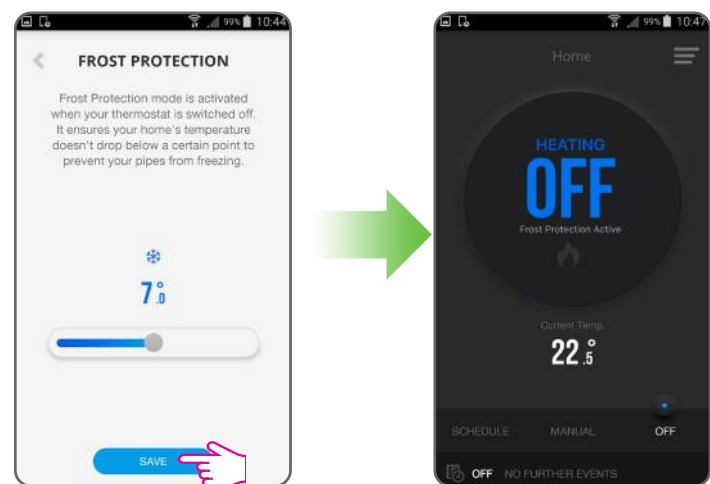 99% 10:44
FROST PROTECTION
Frost Protection mode is activated
when your thermostat is switched off.
It ensures your home's temperature
doesn't drop below a certain point to
prevent your pipes from freezing.
7.0°
SAVE
99% 10:47
Home
HEATING
OFF
Frost Protection Active
Current Temp.
22.5°
SCHEDULE MANUAL OFF
OFF NO FURTHER EVENTS